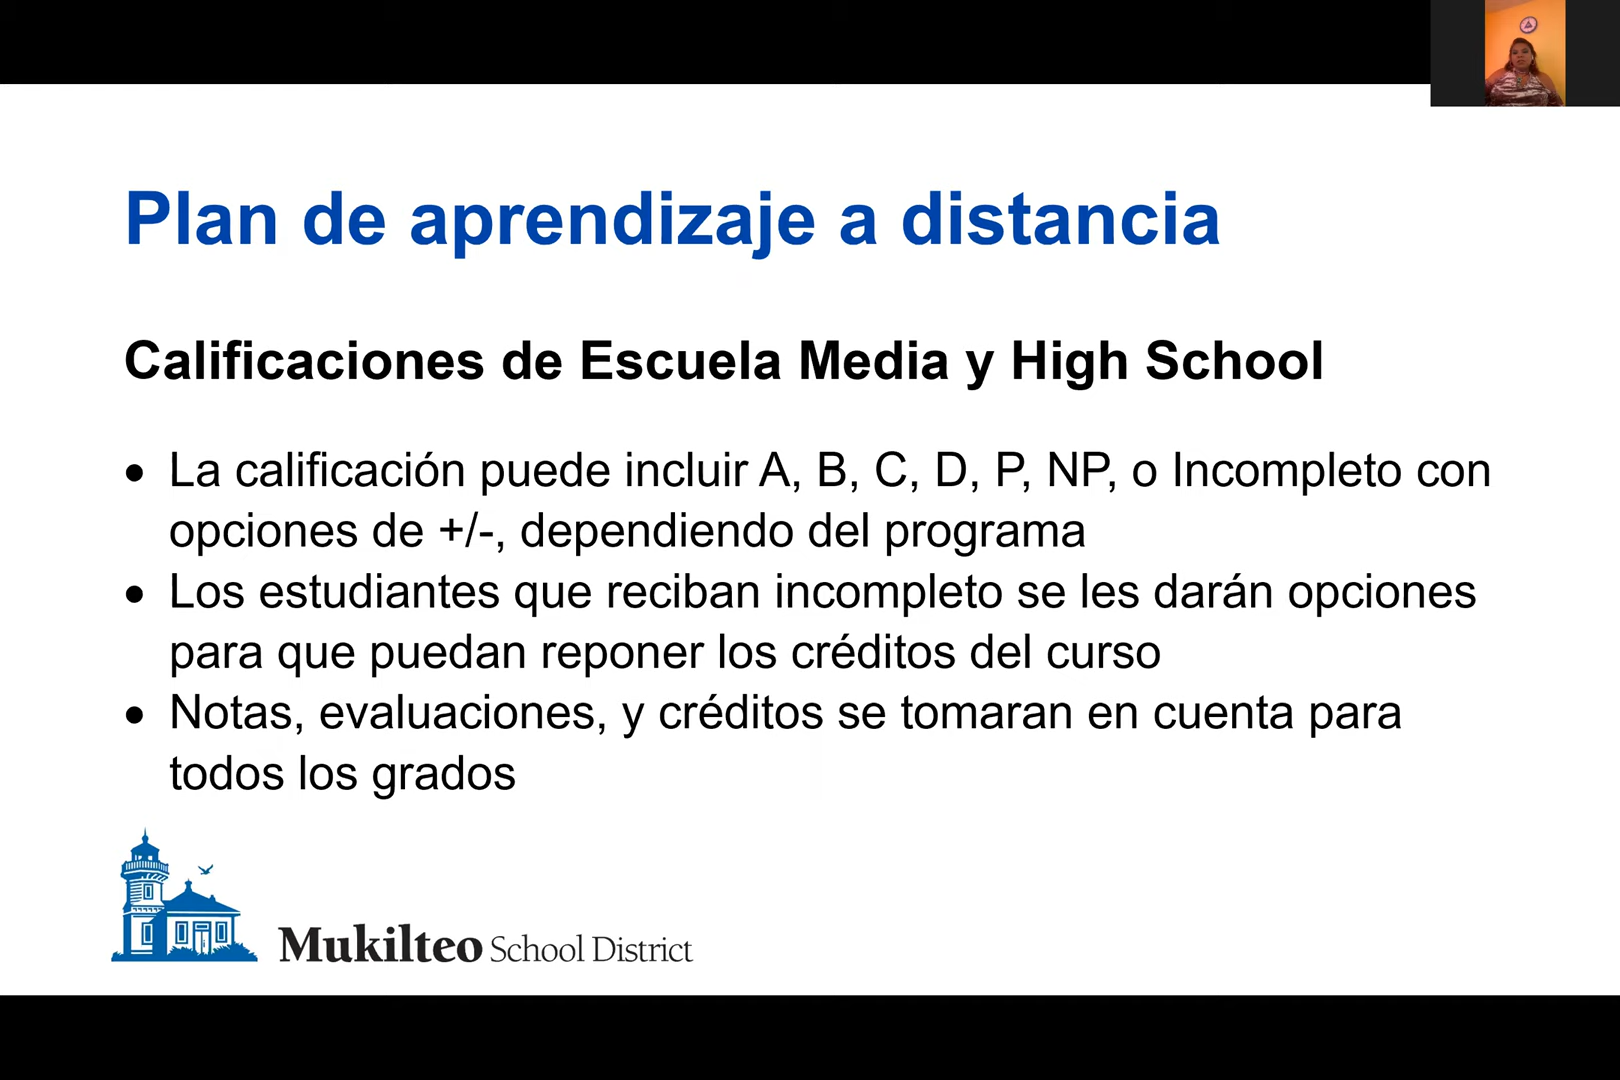 Plan de aprendizaje a distancia
Calificaciones de Escuela Media y High School
• La calificación puede incluir A, B, C, D, P, NP, o Incompleto con
opciones de +/-, dependiendo del programa
• Los estudiantes que reciban incompleto se les darán opciones
para que puedan reponer los créditos del curso
• Notas, evaluaciones, y créditos se tomaran en cuenta para
todos los grados
Mukilteo School District